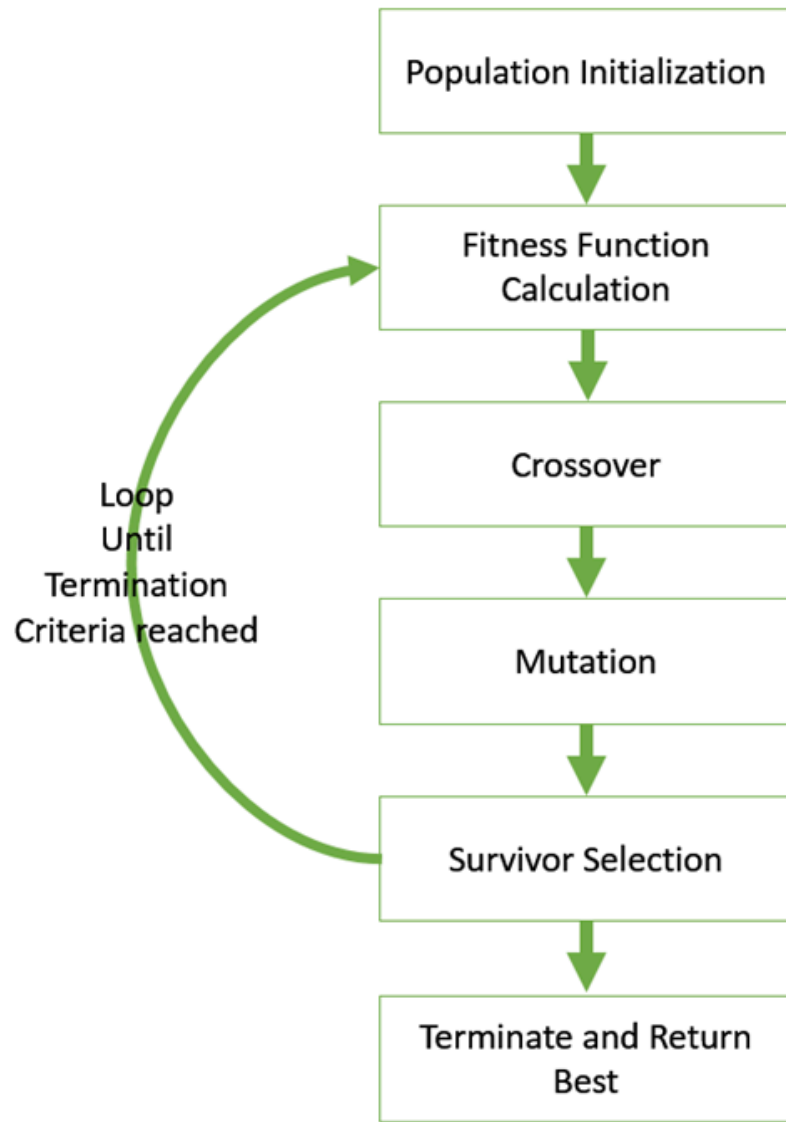 Population Initialization
Fitness Function
Calculation
Crossover
Loop
Until
Termination
Criteria reached
Mutation
Survivor Selection
Terminate and Return
Best